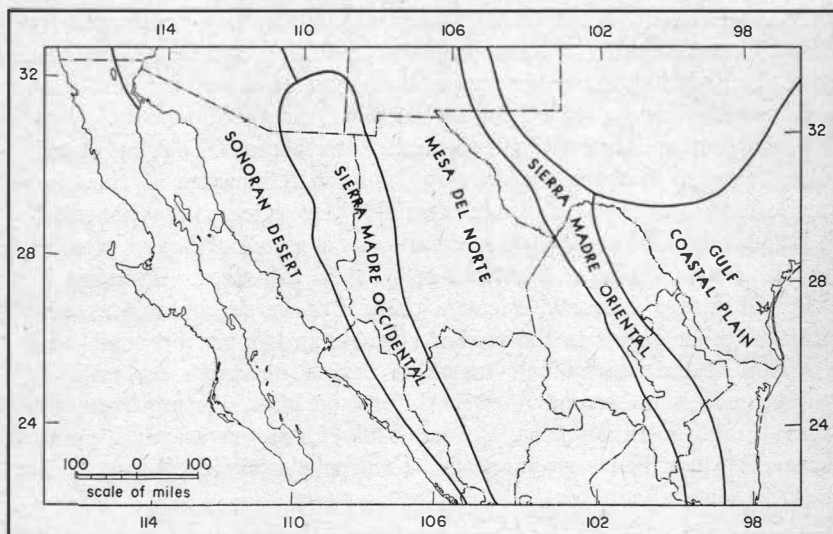 114 110 106 102 98
32
32
SONORAN DESERT
SIERRA MADRE OCCIDENTAL
MESA DEL NORTE
SIERRA MADRE ORIENTAL
GULF
COASTAL PLAIN
28
28
24
24
100 0 100
scale of miles
114 110 106 102 98